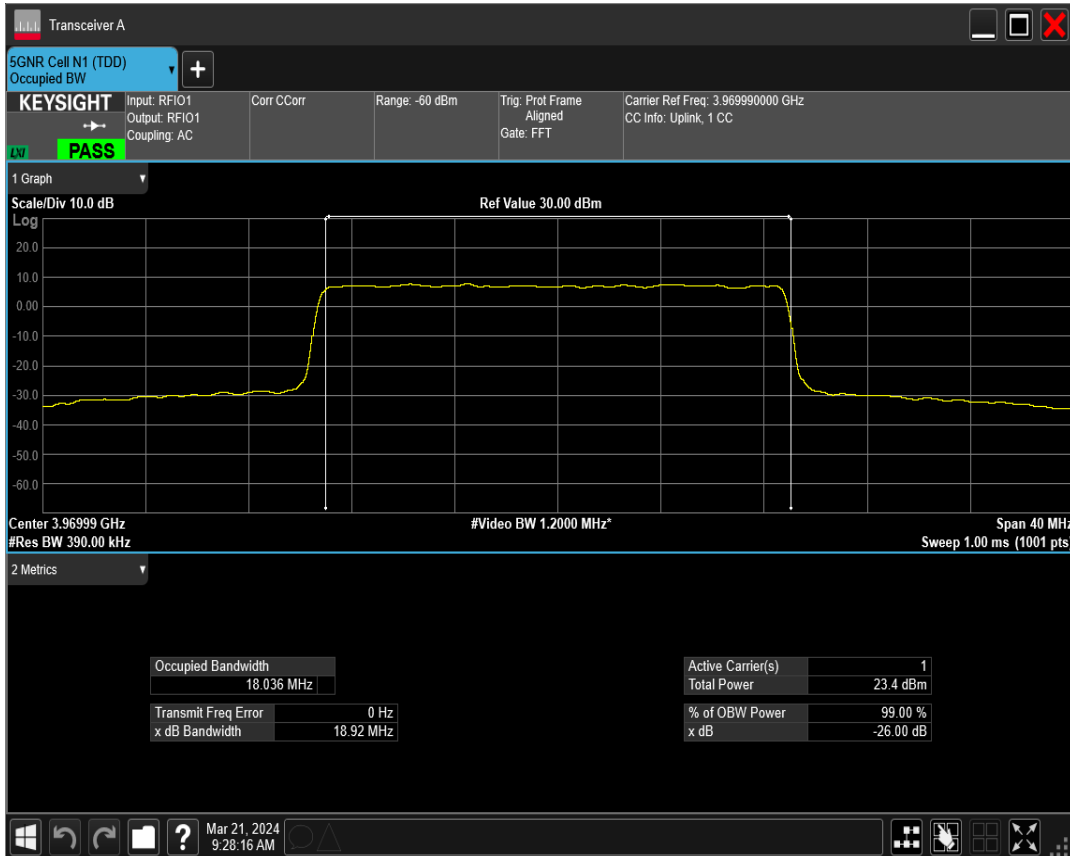 Transceiver A
5GNR Cell N1 (TDD)
Occupied BW
+
KEYSIGHT
LXI
PASS
Input: RFIO1
Output: RFIO1
Coupling: AC
Corr CCorr
Range: -60 dBm
Trig: Prot Frame
Aligned
Gate: FFT
Carrier Ref Freq: 3.969990000 GHz
CC Info: Uplink, 1 CC
1 Graph
Scale/Div 10.0 dB
Ref Value 30.00 dBm
Log
20.0
10.0
0.00
-10.0
-20.0
-30.0
-40.0
-50.0
-60.0
Center 3.96999 GHz
#Video BW 1.2000 MHz*
Span 40 MHz
#Res BW 390.00 kHz
Sweep 1.00 ms (1001 pts)
2 Metrics
Occupied Bandwidth
18.036 MHz
Transmit Freq Error 0 Hz
x dB Bandwidth 18.92 MHz
Active Carrier(s) 1
Total Power 23.4 dBm
% of OBW Power 99.00 %
x dB -26.00 dB
?
Mar 21, 2024
9:28:16 AM